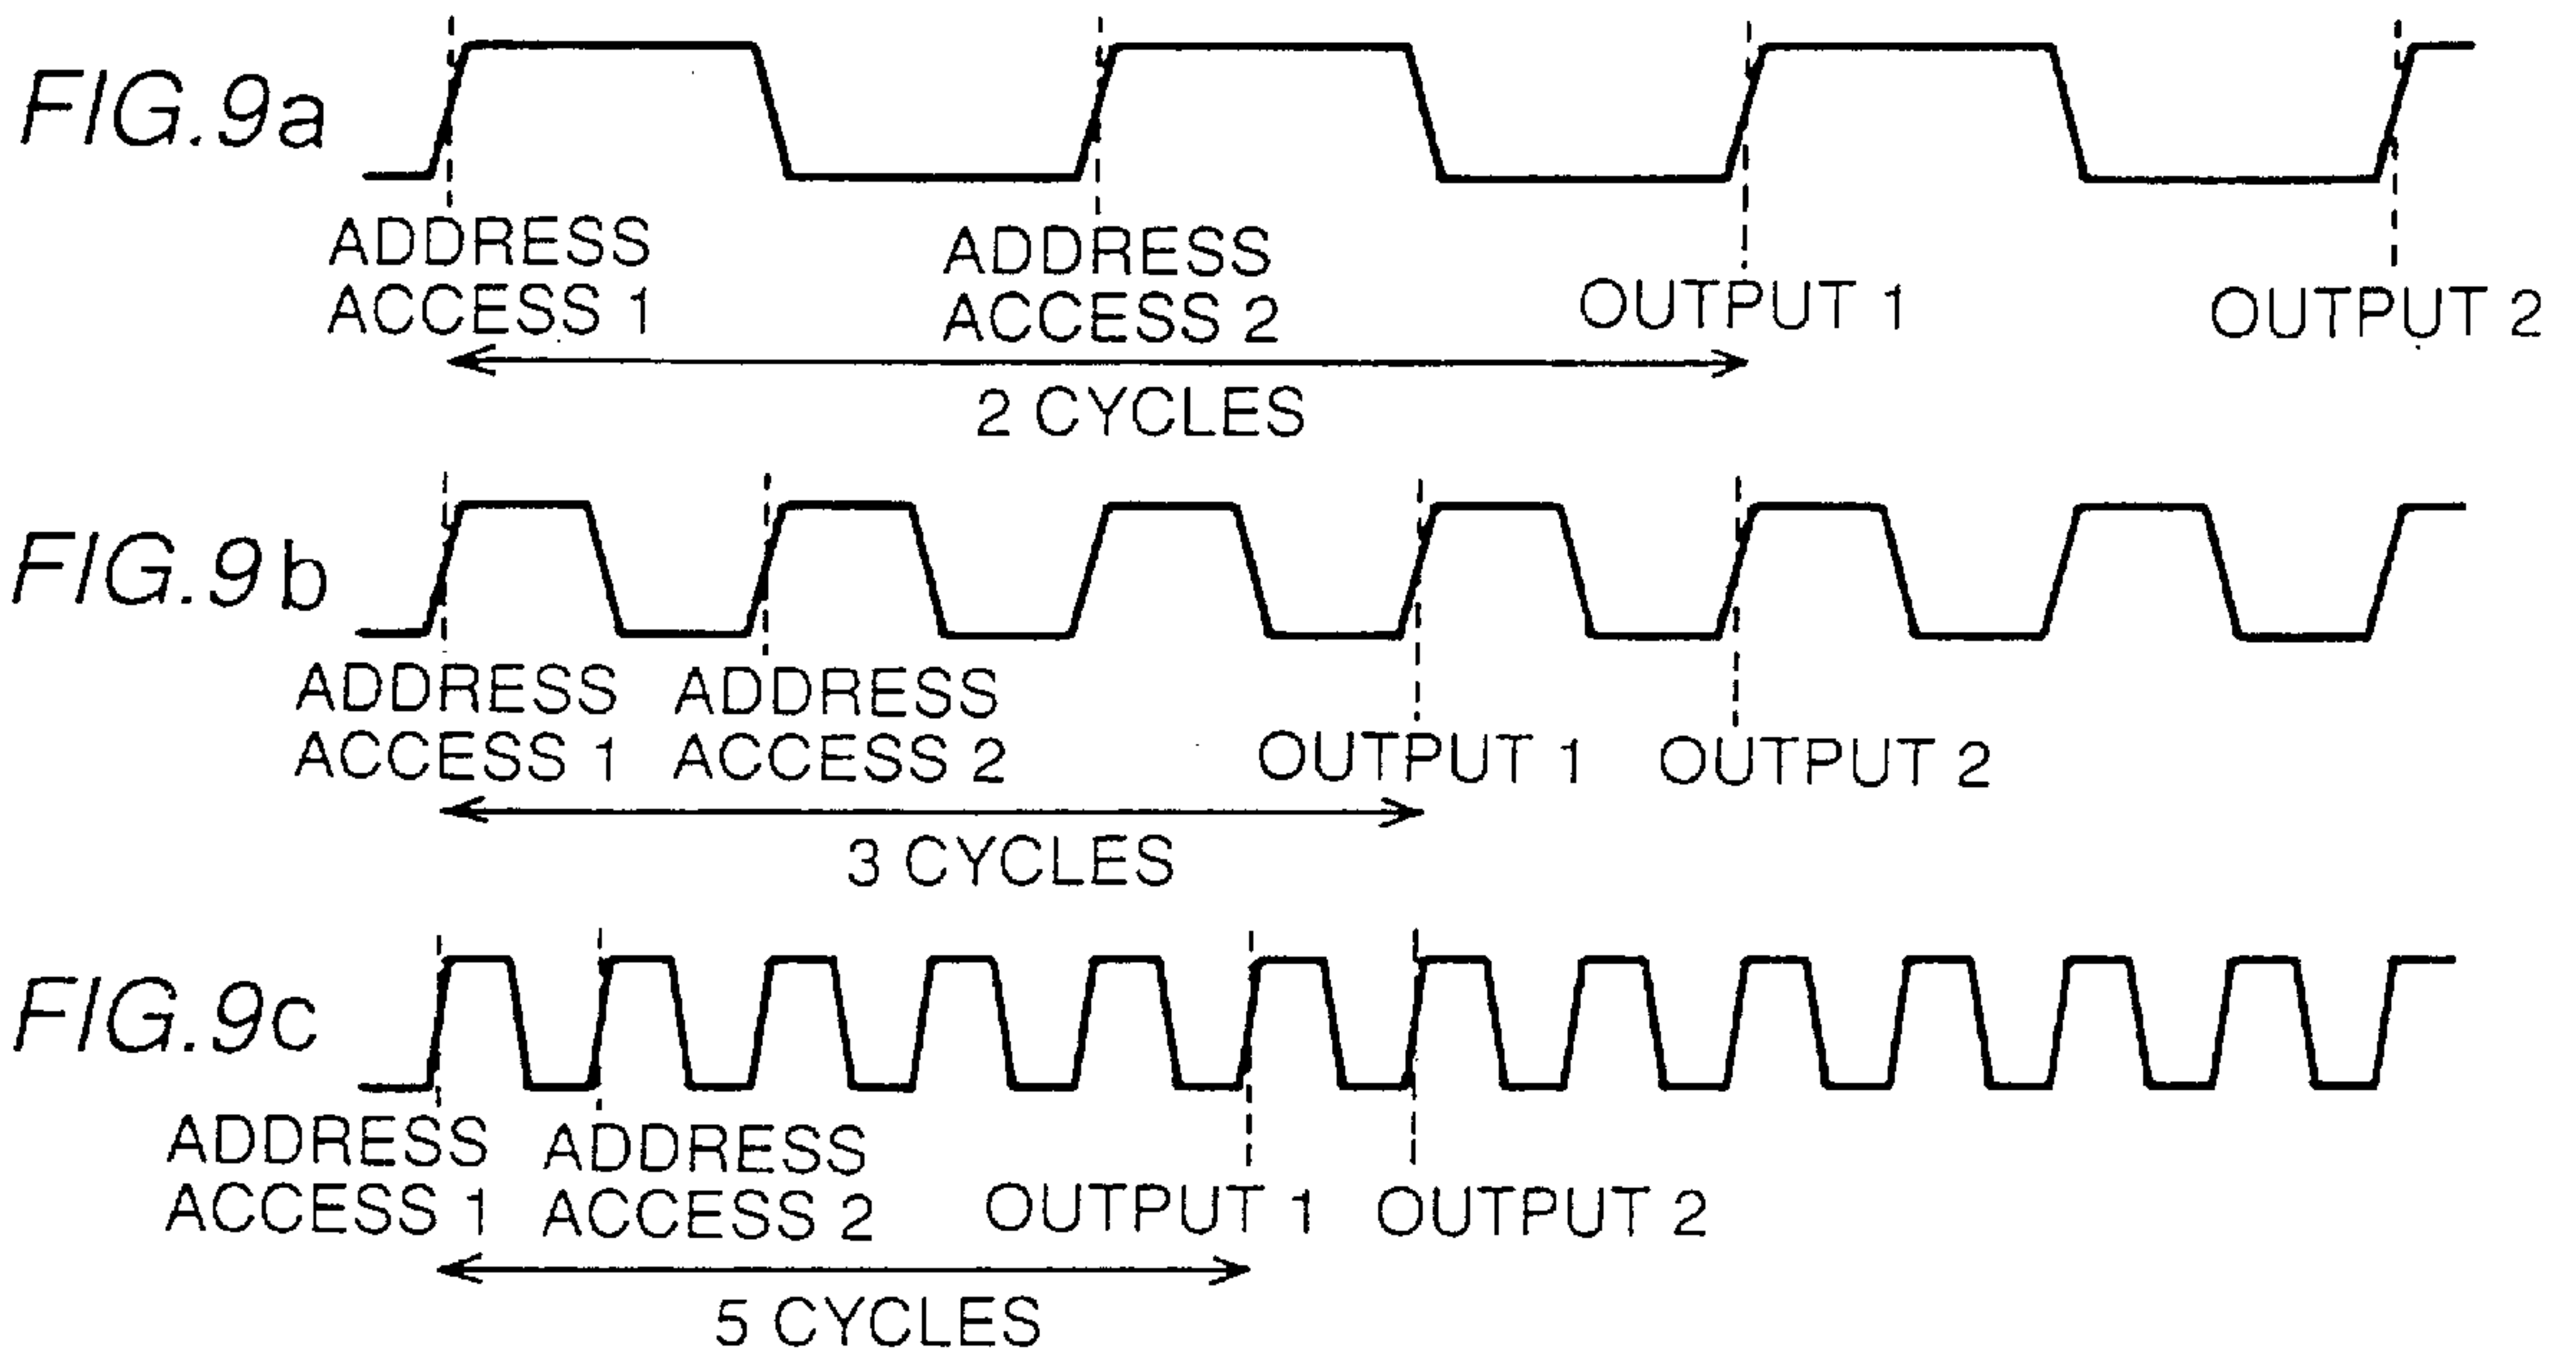 FIG.9a
ADDRESS
ACCESS 1
ADDRESS
ACCESS 2
OUTPUT 1
OUTPUT 2
2 CYCLES
FIG.9b
ADDRESS
ACCESS 1
ADDRESS
ACCESS 2
OUTPUT 1
OUTPUT 2
3 CYCLES
FIG.9c
ADDRESS
ACCESS 1
ADDRESS
ACCESS 2
OUTPUT 1
OUTPUT 2
5 CYCLES